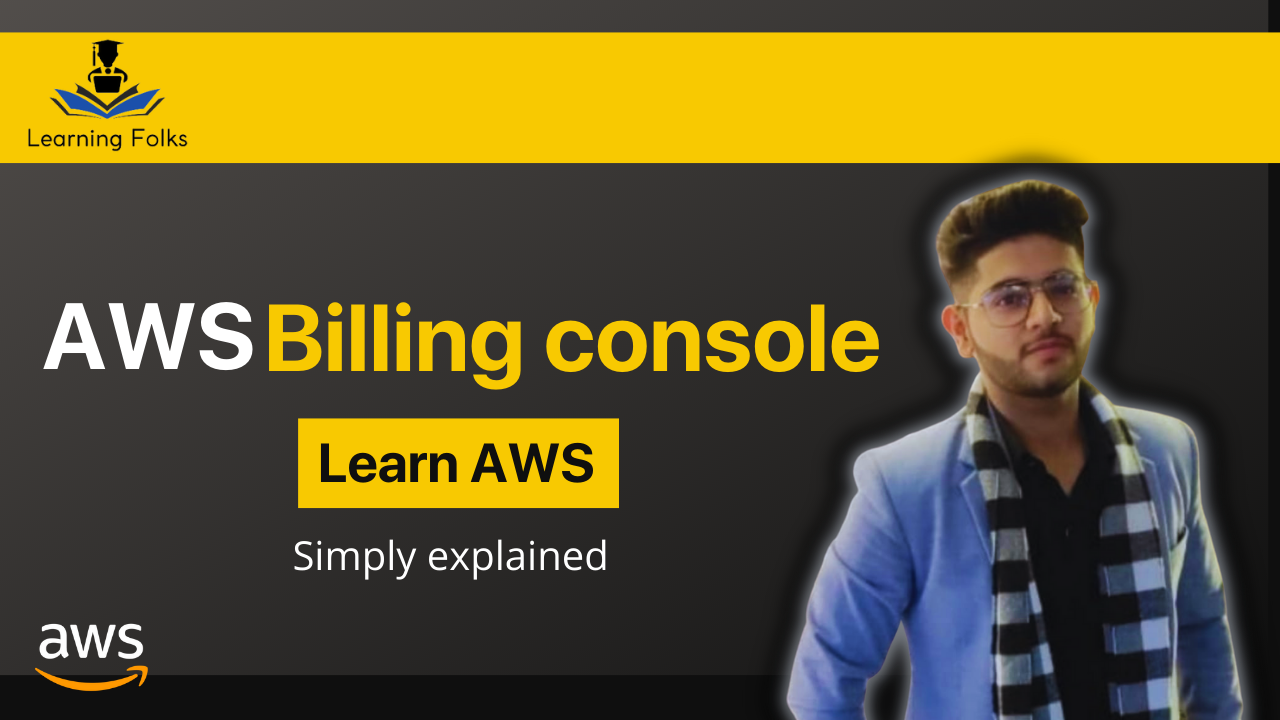 Learning Folks
AWS Billing console
Learn AWS
Simply explained
aws